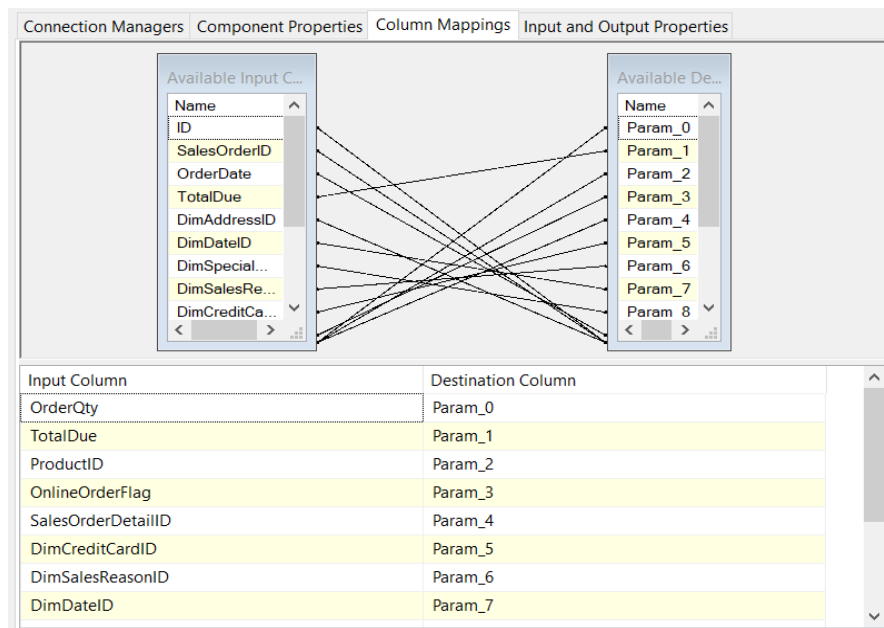 Connection Managers Component Properties Column Mappings Input and Output Properties
Available Input C... Available De...
Name Name
ID Param_0
SalesOrderID Param_1
OrderDate Param_2
TotalDue Param_3
DimAddressID Param_4
DimDateID Param_5
DimSpecial... Param_6
DimSalesRe... Param_7
DimCreditCa... Param 8
Input Column Destination Column
OrderQty Param_0
TotalDue Param_1
ProductID Param_2
OnlineOrderFlag Param_3
SalesOrderDetailID Param_4
DimCreditCardID Param_5
DimSalesReasonID Param_6
DimDateID Param_7